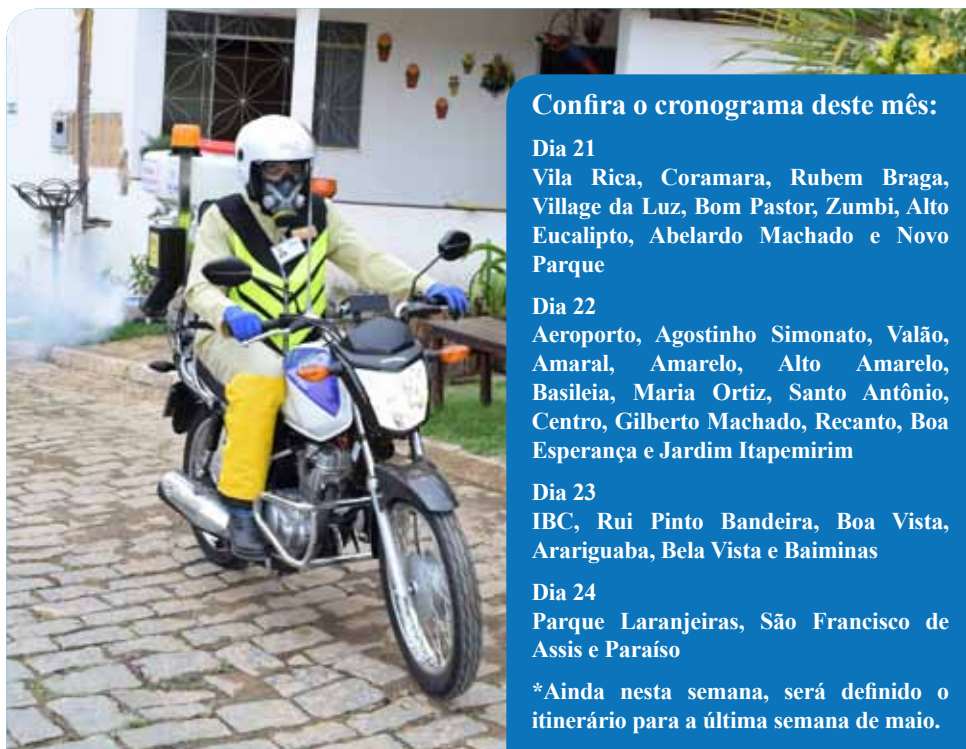 Confira o cronograma deste mês:
Dia 21
Vila Rica, Coramara, Rubem Braga,
Village da Luz, Bom Pastor, Zumbi, Alto
Eucalipto, Abelardo Machado e Novo
Parque
Dia 22
Aeroporto, Agostinho Simonato, Valão,
Amaral, Amarelo, Alto Amarelo,
Basileia, Maria Ortiz, Santo Antônio,
Centro, Gilberto Machado, Recanto, Boa
Esperança e Jardim Itapemirim
Dia 23
IBC, Rui Pinto Bandeira, Boa Vista,
Arariguaba, Bela Vista e Baiminas
Dia 24
Parque Laranjeiras, São Francisco de
Assis e Paraíso
*Ainda nesta semana, será definido o
itinerário para a última semana de maio.